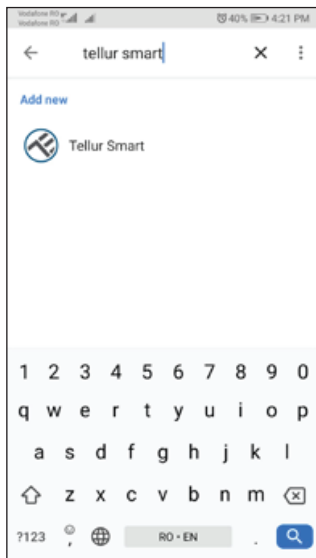 Vodafone RO
Vodafone RO
40% 4:21 PM
tellur smart
Add new
Tellur Smart
1 2 3 4 5 6 7 8 9 0
q w e r t y u i o p
a s d f g h j k l
z x c v b n m
?123 , RO • EN .